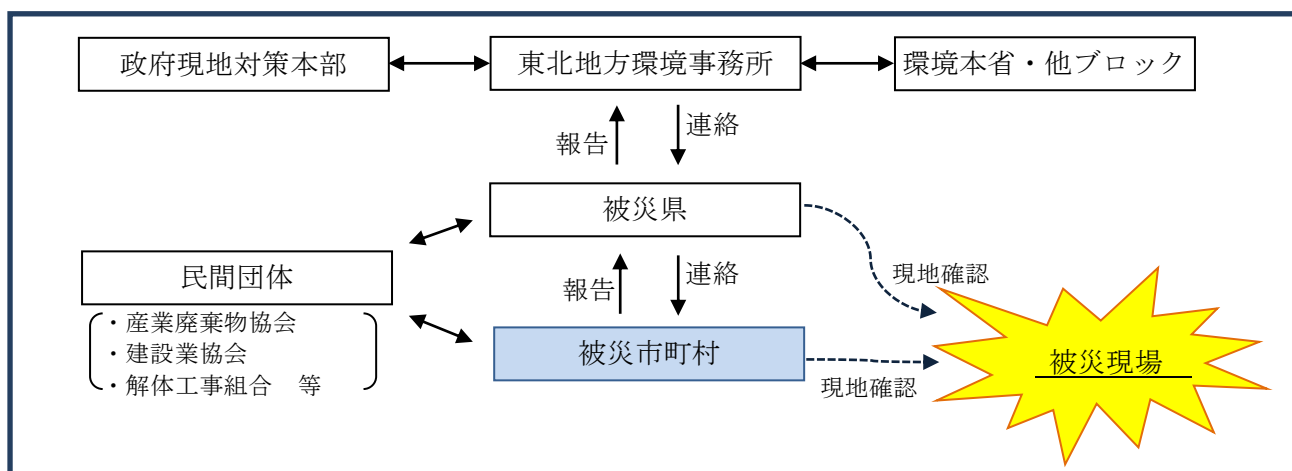 政府現地対策本部
東北地方環境事務所
環境本省・他ブロック
報告
連絡
被災県
民間団体
・産業廃棄物協会
・建設業協会
・解体工事組合　等
報告
連絡
現地確認
被災市町村
現地確認
被災現場